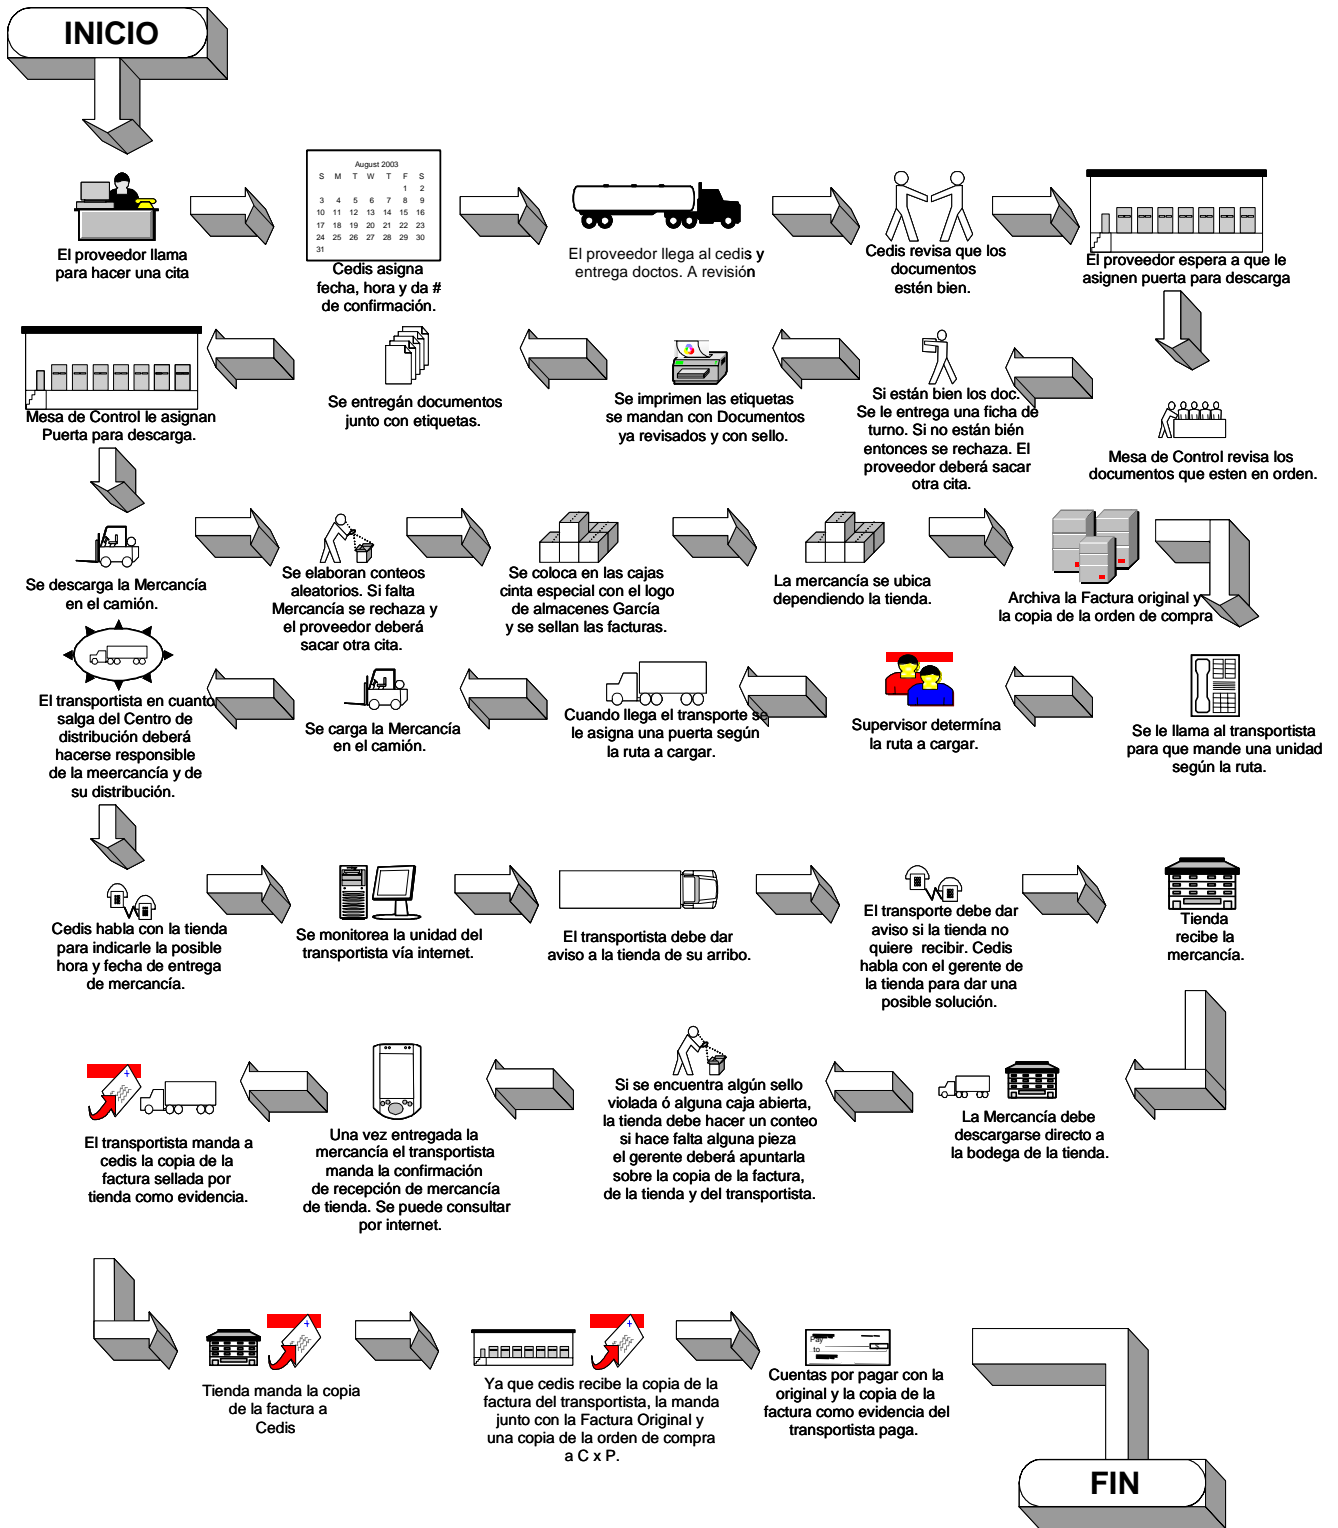 INICIO
August 2003
S M T W T F S
1 2
3 4 5 6 7 8 9
10 11 12 13 14 15 16
17 18 19 20 21 22 23
24 25 26 27 28 29 30
31
El proveedor llama
para hacer una cita
Cedis asigna
fecha, hora y da #
de confirmación.
El proveedor llega al cedis y
entrega doctos. A revisión
Cedis revisa que los
documentos
estén bien.
El proveedor espera a que le
asignen puerta para descarga
Mesa de Control revisa los
documentos que esten en orden.
Si están bien los doc.
Se le entrega una ficha de
turno. Si no están bién
entonces se rechaza. El
proveedor deberá sacar
otra cita.
Se imprimen las etiquetas
se mandan con Documentos
ya revisados y con sello.
Se entregán documentos
junto con etiquetas.
Mesa de Control le asignan
Puerta para descarga.
Se descarga la Mercancía
en el camión.
Se elaboran conteos
aleatorios. Si falta
Mercancía se rechaza y
el proveedor deberá
sacar otra cita.
Se coloca en las cajas
cinta especial con el logo
de almacenes García
y se sellan las facturas.
La mercancía se ubica
dependiendo la tienda.
Archiva la Factura original y
la copia de la orden de compra
Se le llama al transportista
para que mande una unidad
según la ruta.
Supervisor determína
la ruta a cargar.
Cuando llega el transporte se
le asigna una puerta según
la ruta a cargar.
Se carga la Mercancía
en el camión.
El transportista en cuanto
salga del Centro de
distribución deberá
hacerse responsible
de la meercancía y de
su distribución.
Cedis habla con la tienda
para indicarle la posible
hora y fecha de entrega
de mercancía.
Se monitorea la unidad del
transportista vía internet.
El transportista debe dar
aviso a la tienda de su arribo.
El transporte debe dar
aviso si la tienda no
quiere recibir. Cedis
habla con el gerente de
la tienda para dar una
posible solución.
Tienda
recibe la
mercancía.
La Mercancía debe
descargarse directo a
la bodega de la tienda.
Si se encuentra algún sello
violada ó alguna caja abierta,
la tienda debe hacer un conteo
si hace falta alguna pieza
el gerente deberá apuntarla
sobre la copia de la factura,
de la tienda y del transportista.
Una vez entregada la
mercancía el transportista
manda la confirmación
de recepción de mercancía
de tienda. Se puede consultar
por internet.
El transportista manda a
cedis la copia de la
factura sellada por
tienda como evidencia.
Tienda manda la copia
de la factura a
Cedis
Ya que cedis recibe la copia de la
factura del transportista, la manda
junto con la Factura Original y
una copia de la orden de compra
a C x P.
Pay
to
Cuentas por pagar con la
original y la copia de la
factura como evidencia del
transportista paga.
FIN